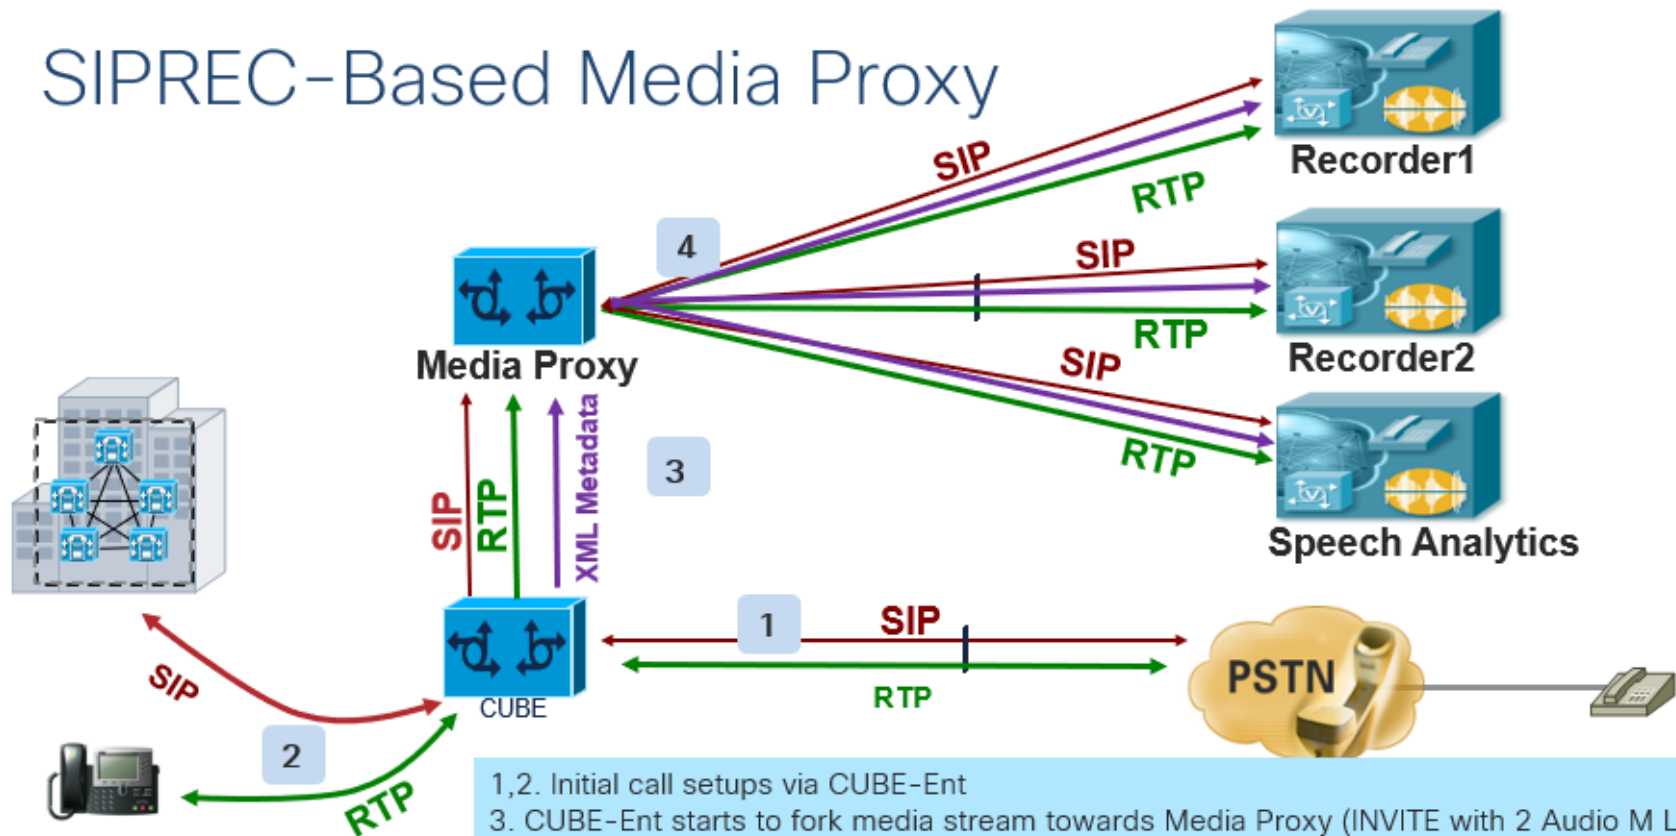 SIPREC-Based Media Proxy
SIP
RTP
Recorder1
4
SIP
RTP
Recorder2
SIP
RTP
Speech Analytics
Media Proxy
SIP
RTP
XML Metadata
3
1
SIP
RTP
PSTN
CUBE
SIP
2
RTP
1,2. Initial call setups via CUBE-Ent
3. CUBE-Ent starts to fork media stream towards Media Proxy (INVITE with 2 Audio M L